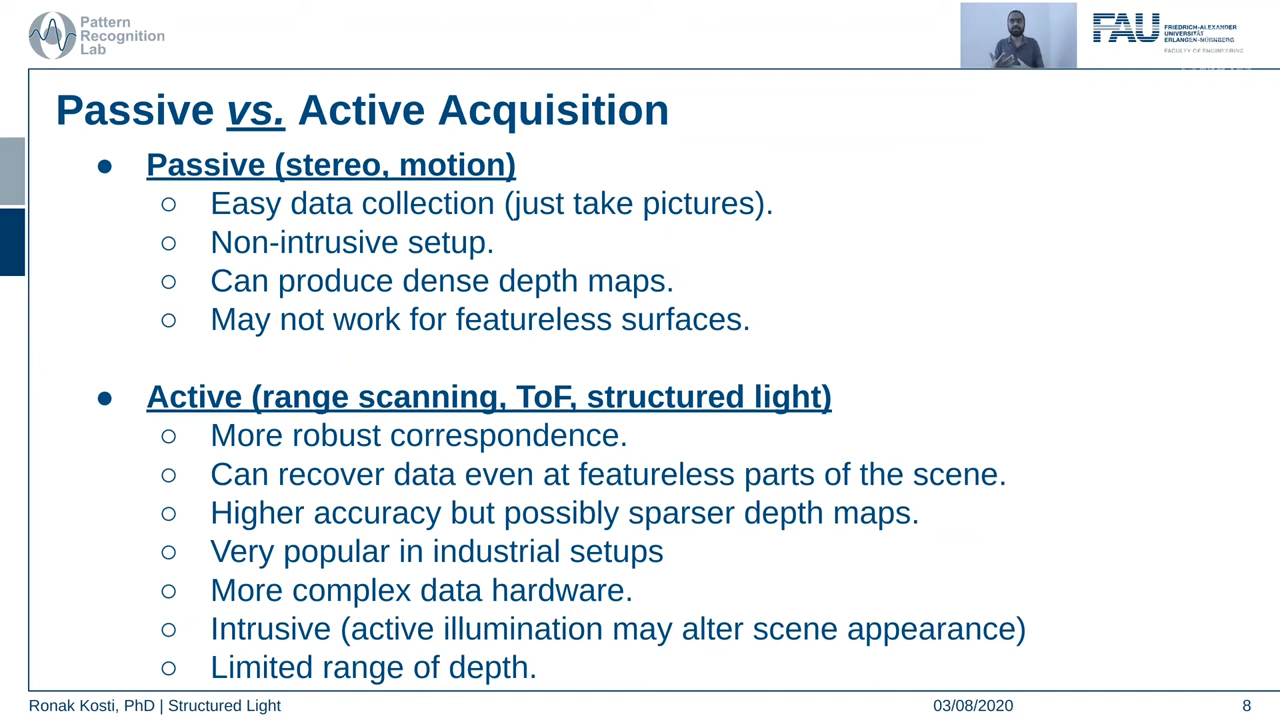 Pattern
Recognition
Lab
FAU
FRIEDRICH-ALEXANDER
UNIVERSITÄT
ERLANGEN-NÜRNBERG
FACULTY OF ENGINEERING
Passive vs. Active Acquisition
● Passive (stereo, motion)
○ Easy data collection (just take pictures).
○ Non-intrusive setup.
○ Can produce dense depth maps.
○ May not work for featureless surfaces.
● Active (range scanning, ToF, structured light)
○ More robust correspondence.
○ Can recover data even at featureless parts of the scene.
○ Higher accuracy but possibly sparser depth maps.
○ Very popular in industrial setups
○ More complex data hardware.
○ Intrusive (active illumination may alter scene appearance)
○ Limited range of depth.
Ronak Kosti, PhD | Structured Light
03/08/2020
8